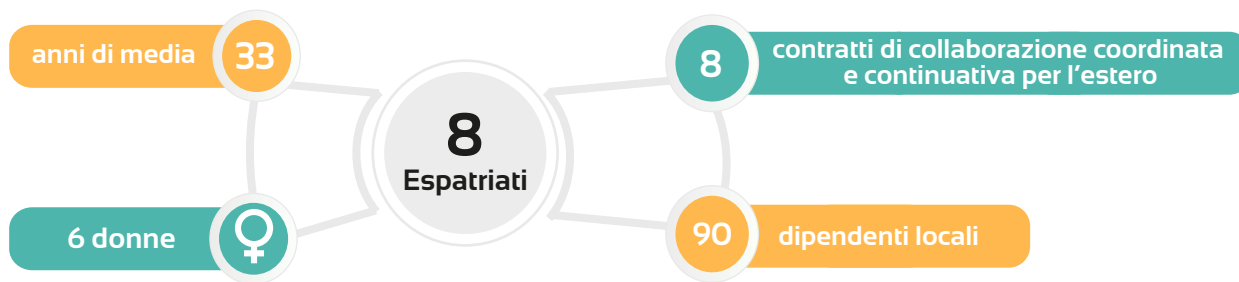 anni di media 33
6 donne
8
Espatriati
8 contratti di collaborazione coordinata
e continuativa per l’estero
90 dipendenti locali